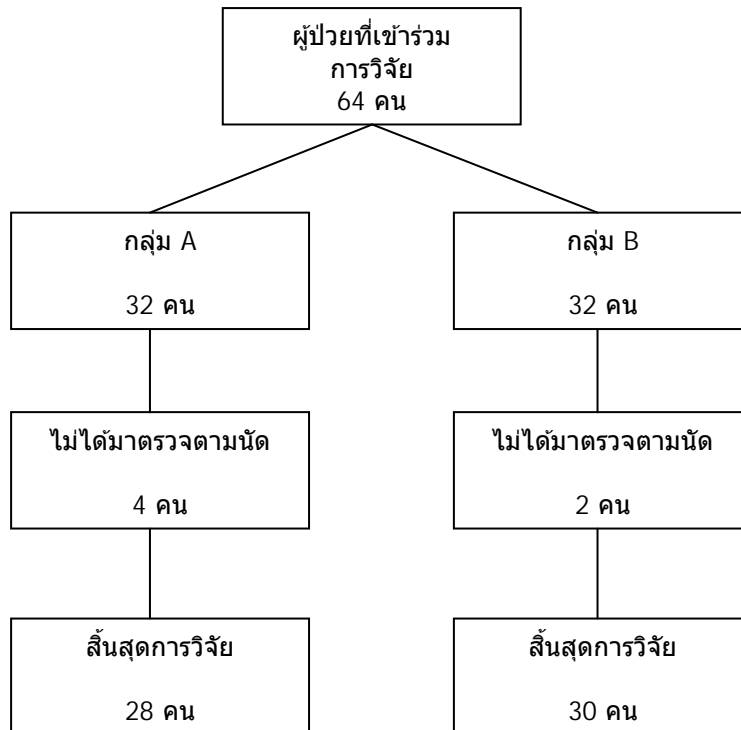 ผู้ป่วยที่เข้าร่วม
การวิจัย
64 คน
กลุ่ม A
32 คน
กลุ่ม B
32 คน
ไม่ได้มาตรวจตามนัด
4 คน
ไม่ได้มาตรวจตามนัด
2 คน
สิ้นสุดการวิจัย
28 คน
สิ้นสุดการวิจัย
30 คน